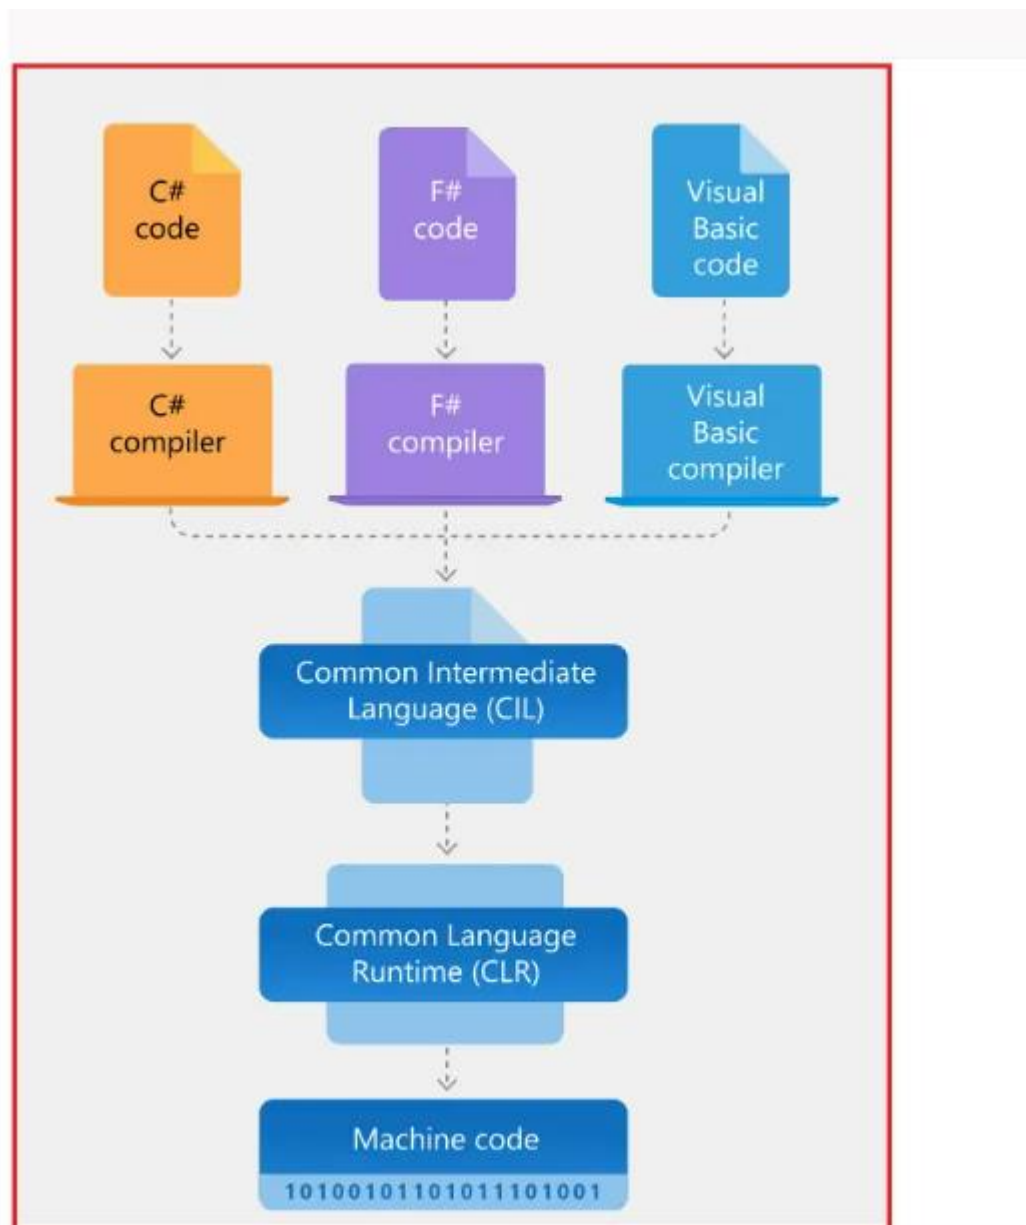 C#
code
F#
code
Visual
Basic
code
C#
compiler
F#
compiler
Visual
Basic
compiler
Common Intermediate
Language (CIL)
Common Language
Runtime (CLR)
Machine code
10100101101011101001